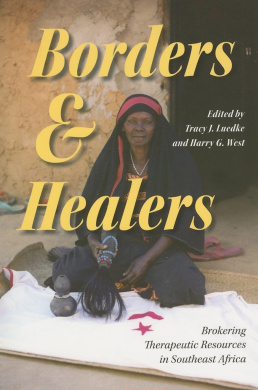 Borders
&
Healers
Edited by
Tracy J. Luedke
and Harry G. West
Brokering
Therapeutic Resources
in Southeast Africa